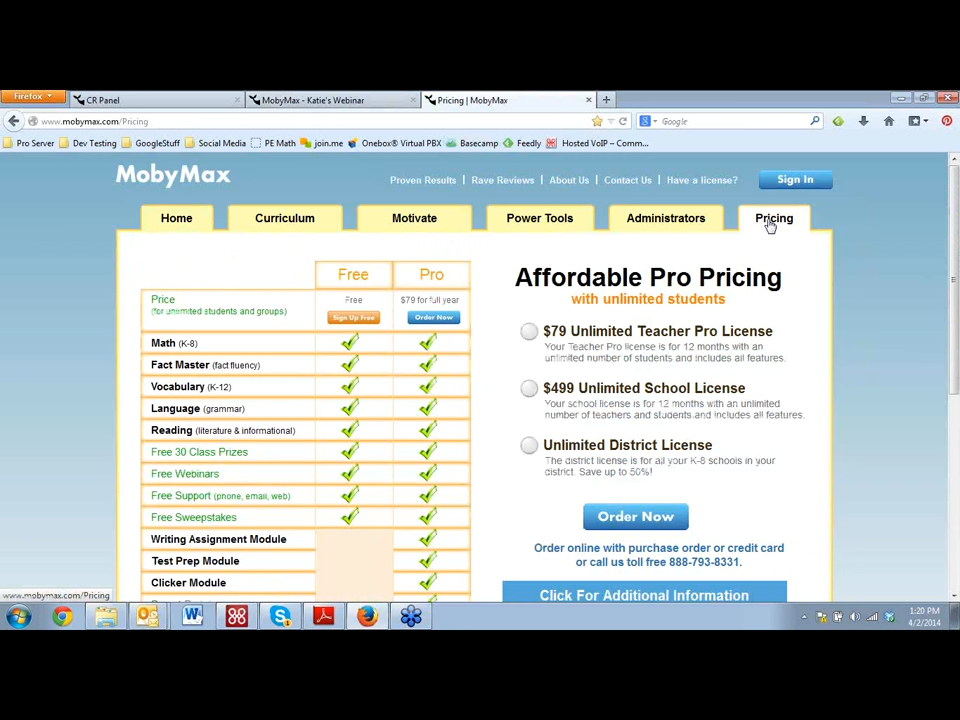 Firefox
CR Panel
MobyMax - Katie's Webinar
Pricing | MobyMax
www.mobymax.com/Pricing
Google
Pro Server
Dev Testing
GoogleStuff
Social Media
PE Math
join.me
Onebox® Virtual PBX
Basecamp
Feedly
Hosted VoIP – Comm...
MobyMax
Proven Results | Rave Reviews | About Us | Contact Us | Have a license?
Sign In
Home
Curriculum
Motivate
Power Tools
Administrators
Pricing
Free
Pro
Price
(for unlimited students and groups)
Free
Sign Up Free
$79 for full year
Order Now
Math (K-8)
Fact Master (fact fluency)
Vocabulary (K-12)
Language (grammar)
Reading (literature & informational)
Free 30 Class Prizes
Free Webinars
Free Support (phone, email, web)
Free Sweepstakes
Writing Assignment Module
Test Prep Module
Clicker Module
Affordable Pro Pricing
with unlimited students
$79 Unlimited Teacher Pro License
Your Teacher Pro license is for 12 months with an
unlimited number of students and includes all features.
$499 Unlimited School License
Your school license is for 12 months with an unlimited
number of teachers and students and includes all features.
Unlimited District License
The district license is for all your K-8 schools in your
district. Save up to 50%!
Order Now
Order online with purchase order or credit card
or call us toll free 888-793-8331.
Click For Additional Information
www.mobymax.com/Pricing
1:20 PM
4/2/2014